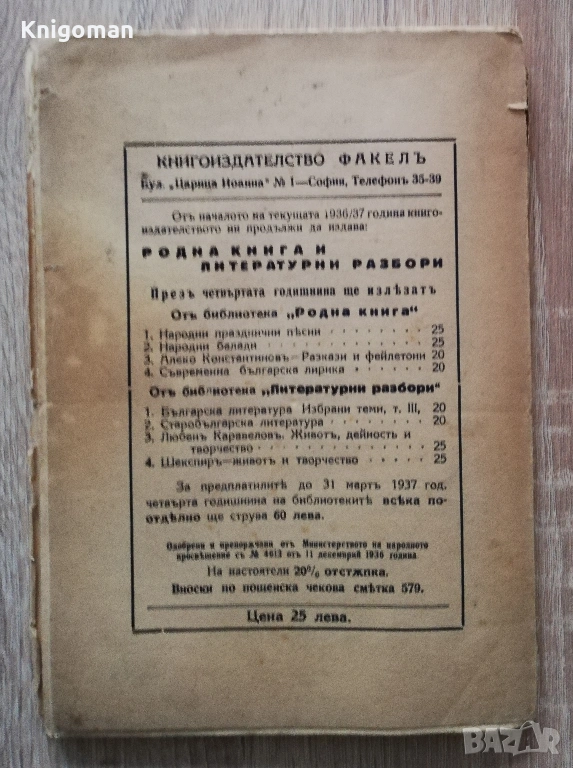 Knigoman
КНИГОИЗДАТЕЛСТВО ФАКЕЛЪ
Бул. „Царица Иоанна“ № 1—София, Телефонъ 35-39
Отъ началото на текущата 1936/37 година книго-
издателството ни продължи да издава:
РОДНА КНИГА И
ЛИТЕРАТУРНИ РАЗБОРИ
Презъ четвъртата годишнина ще излѣзатъ
Отъ библиотека „Родна книга“
1. Народни празднични пѣсни 25
2. Народни балади 25
3. Алеко Константиновъ—Разкази и фейлетони 20
4. Съвременна българска лирика 20
Отъ библиотека „Литературни разбори“
1. Българска литература Избрани теми, т. III, 20
2. Старобългарска литература 20
3. Любенъ Каравеловъ. Животъ, дейность и
творчество 25
4. Шекспиръ—животъ и творчество 25
За предплатилитѣ до 31 мартъ 1937 год.
четвърта годишнина на библиотекитѣ всѣка по-
отдѣлно ще струва 60 лева.
Одобрени и препоръчани отъ Министерството на народното
просвѣщение съ № 4613 отъ 11 декемврий 1936 година
На настоятели 20% отстѫпка.
Вноски по пощенска чекова смѣтка 579.
Цена 25 лева.
BAZAR